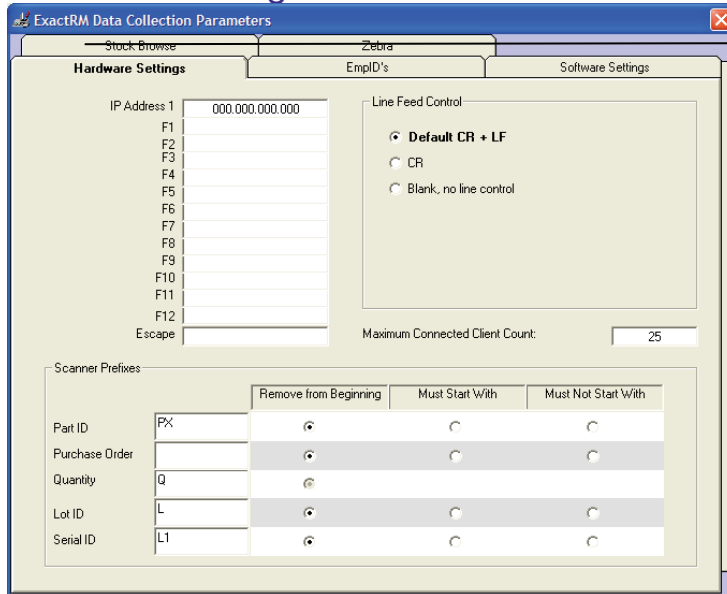 ExactRM Data Collection Parameters
Stock Browse Zebra
Hardware Settings EmpID's Software Settings
IP Address 1 000.000.000.000
F1
F2
F3
F4
F5
F6
F7
F8
F9
F10
F11
F12
Escape
Line Feed Control
Default CR + LF
CR
Blank, no line control
Maximum Connected Client Count: 25
Scanner Prefixes
Remove from Beginning Must Start With Must Not Start With
Part ID PX
Purchase Order
Quantity Q
Lot ID L
Serial ID L1